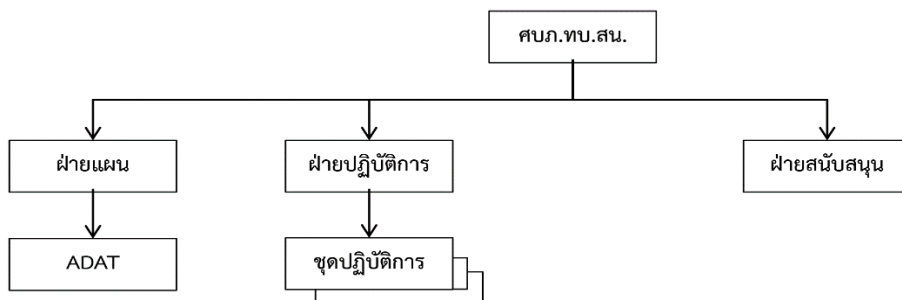 ศบภ.ทบ.สน.
ฝ่ายแผน
ฝ่ายปฏิบัติการ
ฝ่ายสนับสนุน
ADAT
ชุดปฏิบัติการ